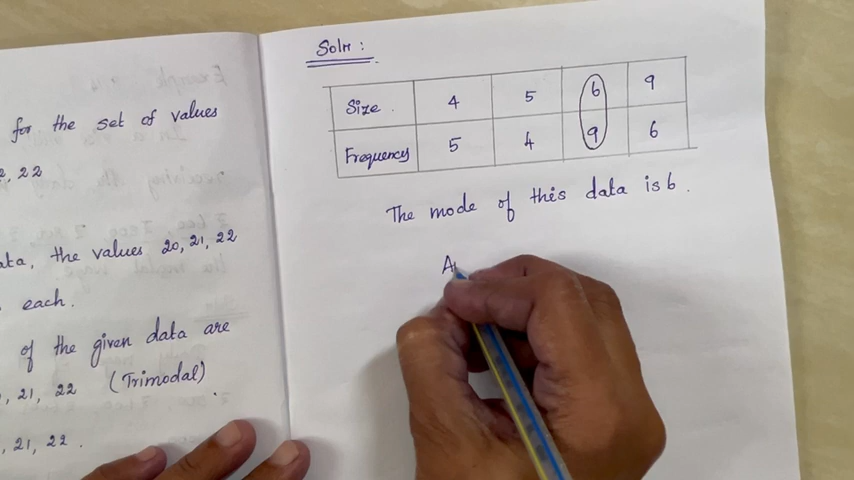 for the set of values
, 22
the values 20, 21, 22
each.
of the given data are
, 21, 22 (Trimodal).
, 21, 22.
Soln :
Size . 4 5 6 9
Frequency 5 4 9 6
The mode of this data is 6.
A